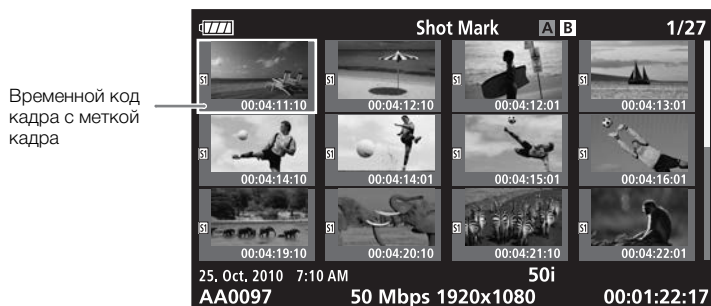 Shot Mark A B 1/27
Временной код
кадра с меткой
кадра
S1 S1 S1 S1
00:04:11:10 00:04:12:10 00:04:12:01 00:04:13:01
S1 S1 S1 S1
00:04:14:10 00:04:14:01 00:04:15:01 00:04:16:01
S1 S1 S1 S1
00:04:19:10 00:04:20:10 00:04:21:10 00:04:22:01
25, Oct, 2010 7:10 AM 50i
AA0097 50 Mbps 1920x1080 00:01:22:17